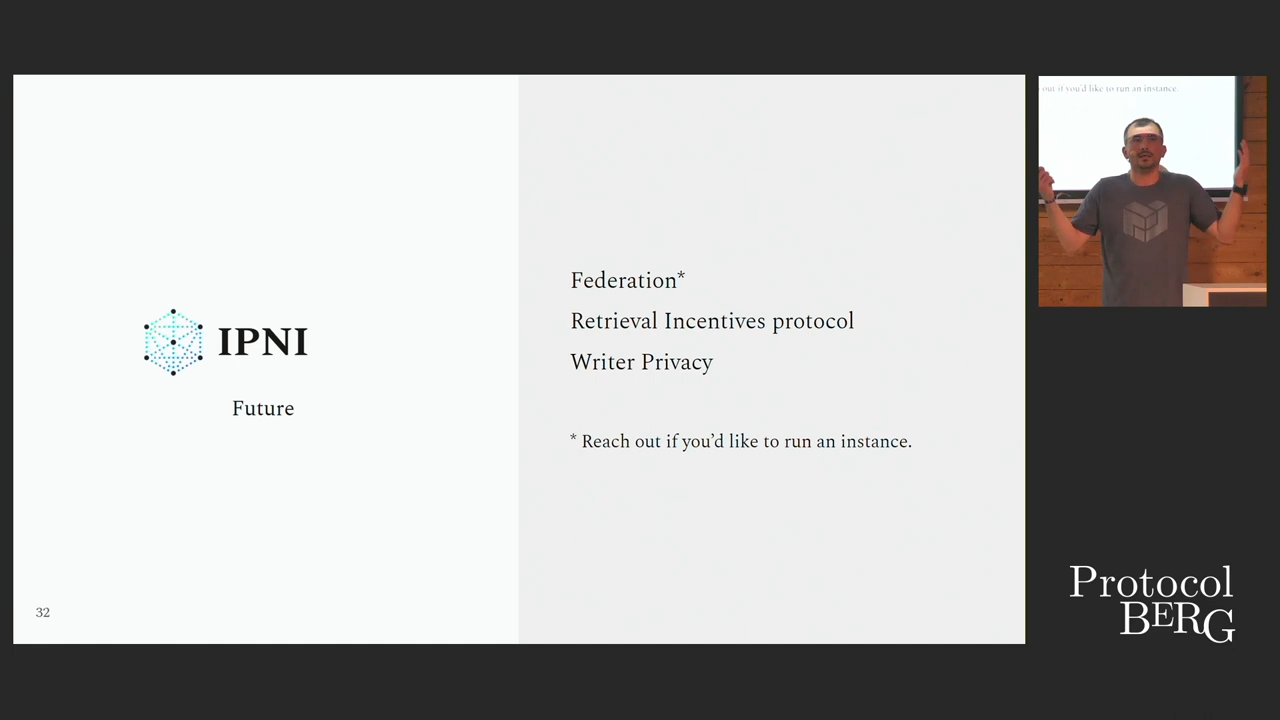 IPNI
Future
32
Federation*
Retrieval Incentives protocol
Writer Privacy
* Reach out if you’d like to run an instance.
out if you’d like to run an instance.
Protocol
BERG